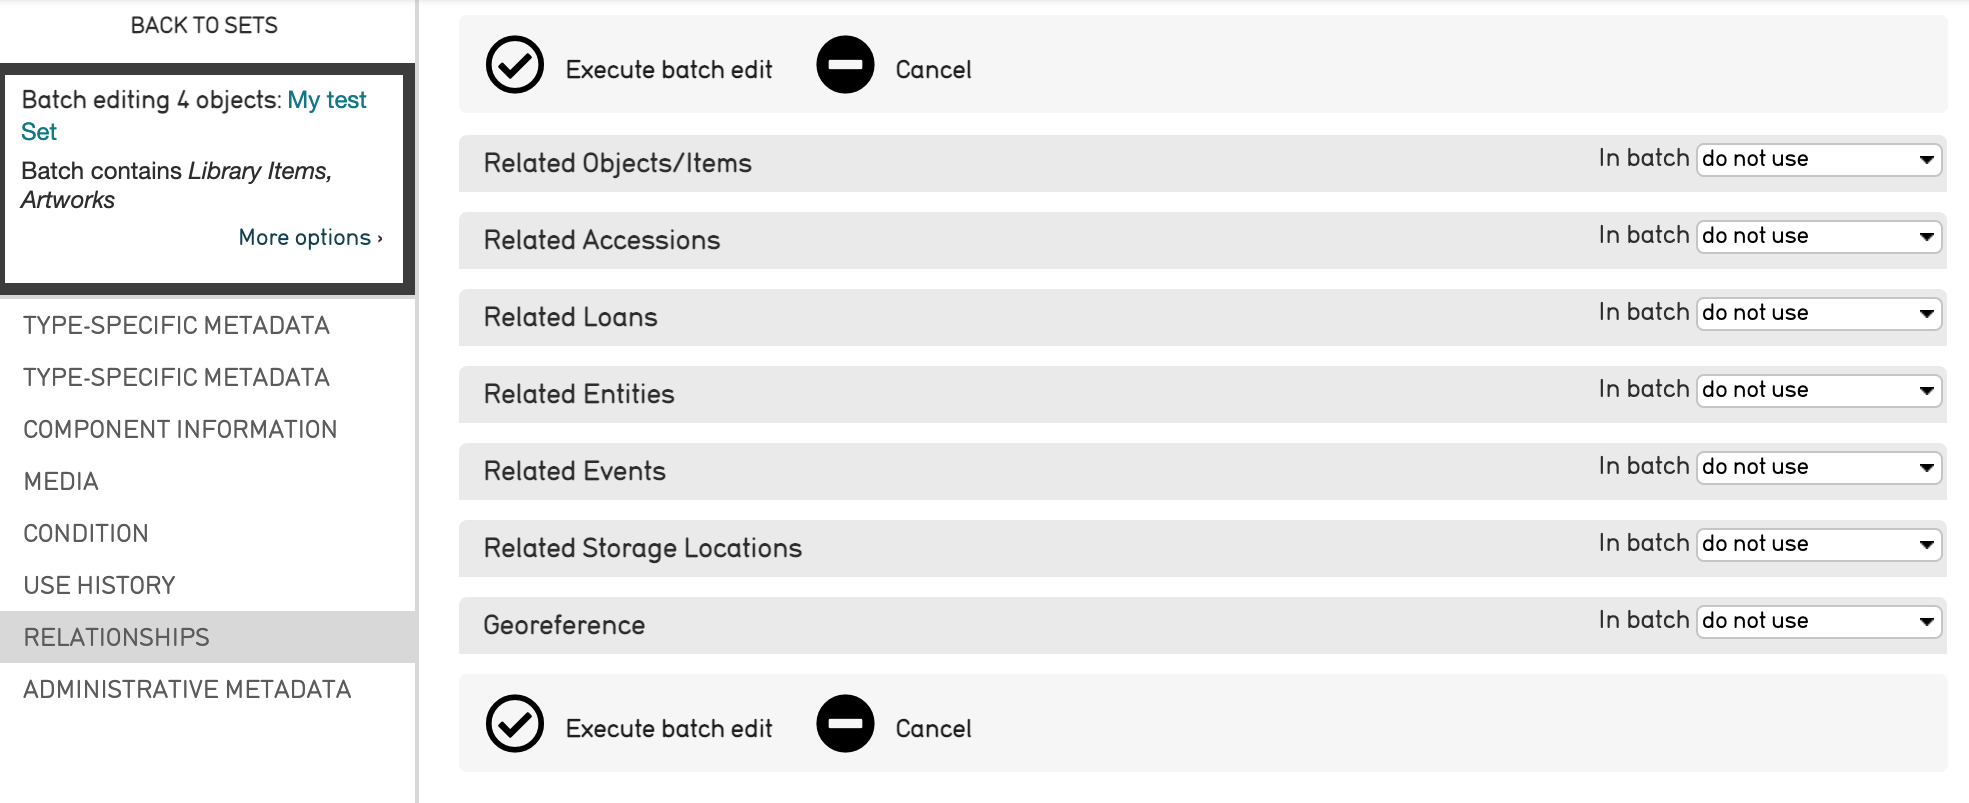 BACK TO SETS
Batch editing 4 objects: My test
Set
Batch contains Library Items,
Artworks
More options ›
TYPE-SPECIFIC METADATA
TYPE-SPECIFIC METADATA
COMPONENT INFORMATION
MEDIA
CONDITION
USE HISTORY
RELATIONSHIPS
ADMINISTRATIVE METADATA
Execute batch edit Cancel
Related Objects/Items In batch do not use
Related Accessions In batch do not use
Related Loans In batch do not use
Related Entities In batch do not use
Related Events In batch do not use
Related Storage Locations In batch do not use
Georeference In batch do not use
Execute batch edit Cancel